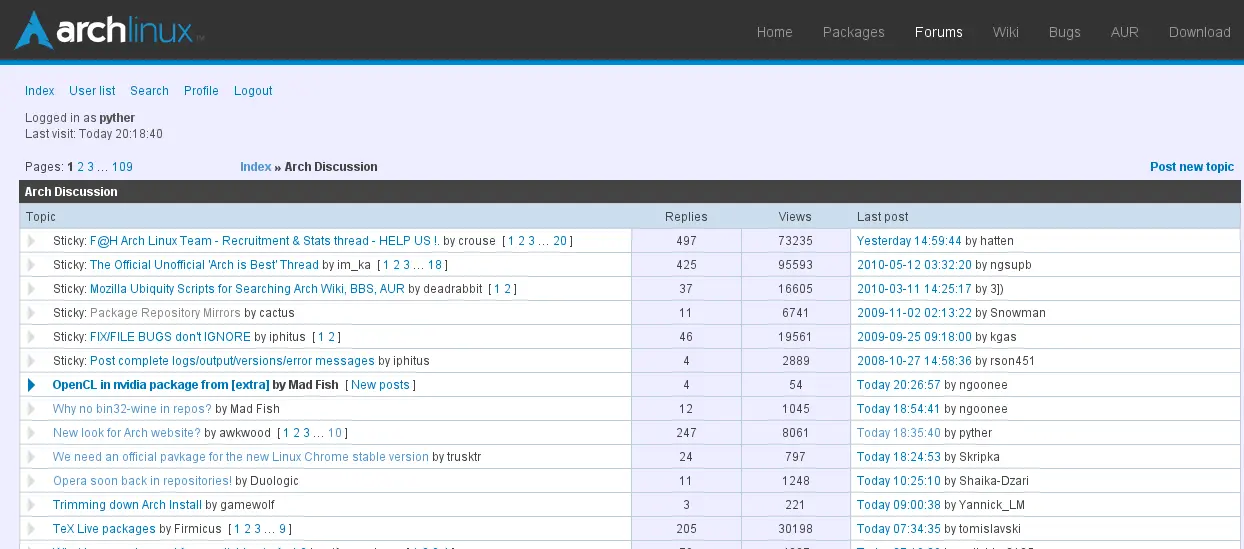 archlinux™
Home Packages Forums Wiki Bugs AUR Download
Index User list Search Profile Logout
Logged in as pyther
Last visit: Today 20:18:40
Pages: 1 2 3 … 109 Index » Arch Discussion Post new topic
Arch Discussion
Topic Replies Views Last post
Sticky: F@H Arch Linux Team - Recruitment & Stats thread - HELP US !. by crouse [ 1 2 3 … 20 ] 497 73235 Yesterday 14:59:44 by hatten
Sticky: The Official Unofficial 'Arch is Best' Thread by im_ka [ 1 2 3 … 18 ] 425 95593 2010-05-12 03:32:20 by ngsupb
Sticky: Mozilla Ubiquity Scripts for Searching Arch Wiki, BBS, AUR by deadrabbit [ 1 2 ] 37 16605 2010-03-11 14:25:17 by 3])
Sticky: Package Repository Mirrors by cactus 11 6741 2009-11-02 02:13:22 by Snowman
Sticky: FIX/FILE BUGS don't IGNORE by iphitus [ 1 2 ] 46 19561 2009-09-25 09:18:00 by kgas
Sticky: Post complete logs/output/versions/error messages by iphitus 4 2889 2008-10-27 14:58:36 by rson451
OpenCL in nvidia package from [extra] by Mad Fish [ New posts ] 4 54 Today 20:26:57 by ngoonee
Why no bin32-wine in repos? by Mad Fish 12 1045 Today 18:54:41 by ngoonee
New look for Arch website? by awkwood [ 1 2 3 … 10 ] 247 8061 Today 18:35:40 by pyther
We need an official pavkage for the new Linux Chrome stable version by trusktr 24 797 Today 18:24:53 by Skripka
Opera soon back in repositories! by Duologic 11 1248 Today 10:25:10 by Shaika-Dzari
Trimming down Arch Install by gamewolf 3 221 Today 09:00:38 by Yannick_LM
TeX Live packages by Firmicus [ 1 2 3 … 9 ] 205 30198 Today 07:34:35 by tomislavski